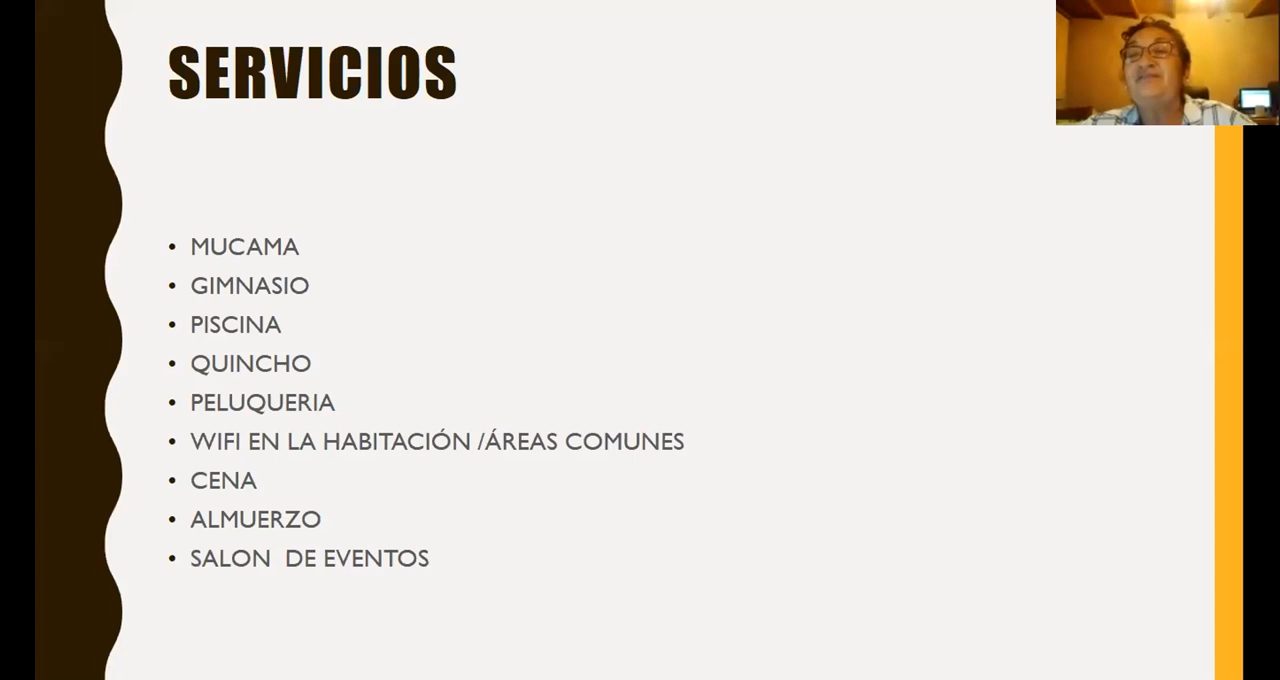 SERVICIOS
• MUCAMA
• GIMNASIO
• PISCINA
• QUINCHO
• PELUQUERIA
• WIFI EN LA HABITACIÓN /ÁREAS COMUNES
• CENA
• ALMUERZO
• SALON  DE EVENTOS